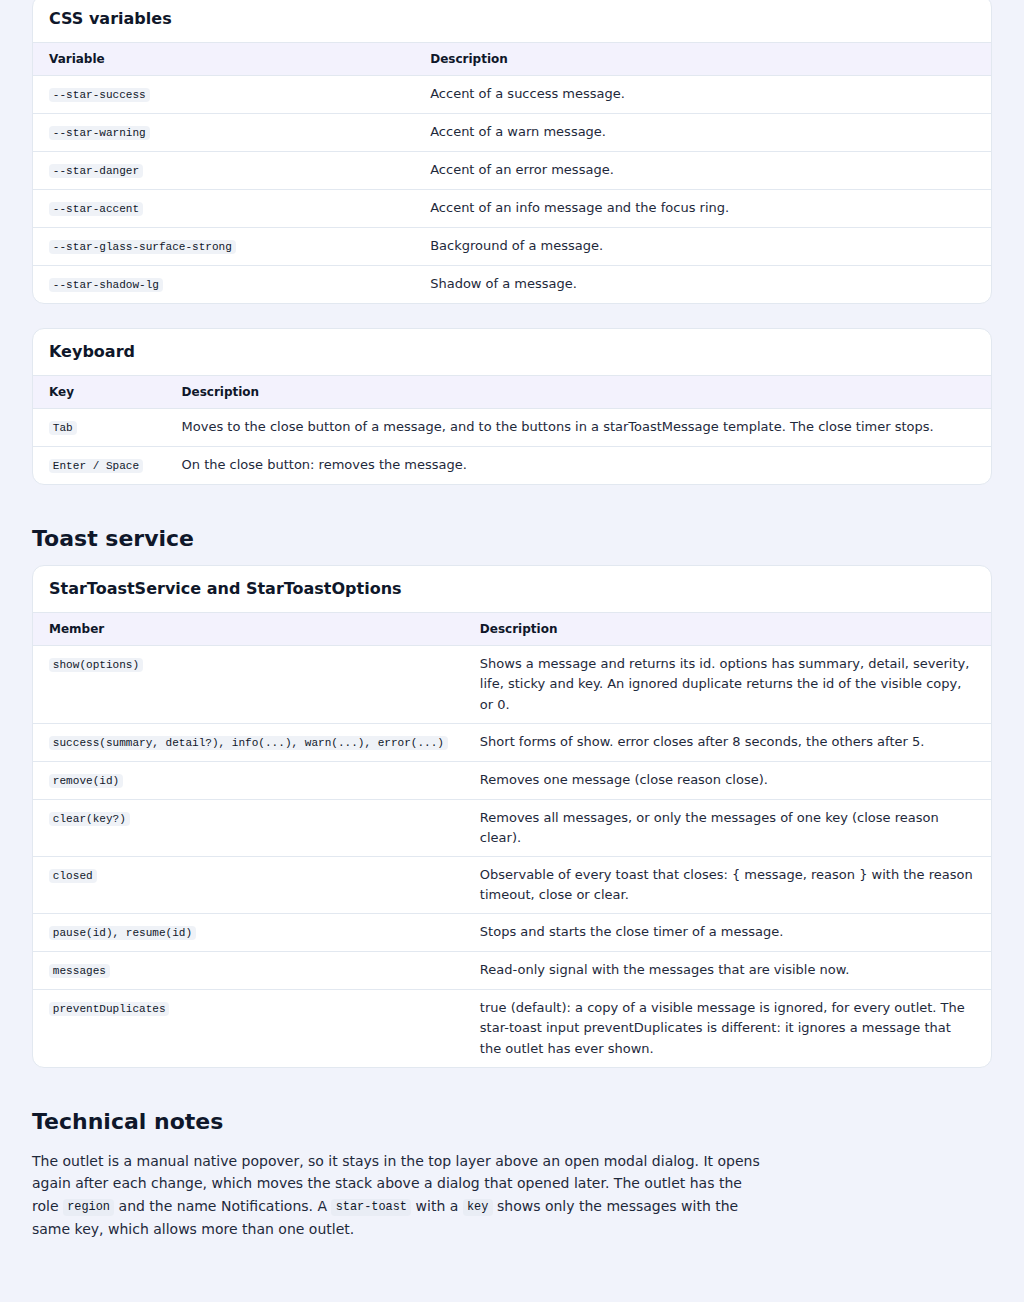 CSS variables
Variable Description
--star-success Accent of a success message.
--star-warning Accent of a warn message.
--star-danger Accent of an error message.
--star-accent Accent of an info message and the focus ring.
--star-glass-surface-strong Background of a message.
--star-shadow-lg Shadow of a message.
Keyboard
Key Description
Tab Moves to the close button of a message, and to the buttons in a starToastMessage template. The close timer stops.
Enter / Space On the close button: removes the message.
Toast service
StarToastService and StarToastOptions
Member Description
show(options) Shows a message and returns its id. options has summary, detail, severity,
life, sticky and key. An ignored duplicate returns the id of the visible copy,
or 0.
success(summary, detail?), info(...), warn(...), error(...) Short forms of show. error closes after 8 seconds, the others after 5.
remove(id) Removes one message (close reason close).
clear(key?) Removes all messages, or only the messages of one key (close reason
clear).
closed Observable of every toast that closes: { message, reason } with the reason
timeout, close or clear.
pause(id), resume(id) Stops and starts the close timer of a message.
messages Read-only signal with the messages that are visible now.
preventDuplicates true (default): a copy of a visible message is ignored, for every outlet. The
star-toast input preventDuplicates is different: it ignores a message that
the outlet has ever shown.
Technical notes
The outlet is a manual native popover, so it stays in the top layer above an open modal dialog. It opens
again after each change, which moves the stack above a dialog that opened later. The outlet has the
role region and the name Notifications. A star-toast with a key shows only the messages with the
same key, which allows more than one outlet.